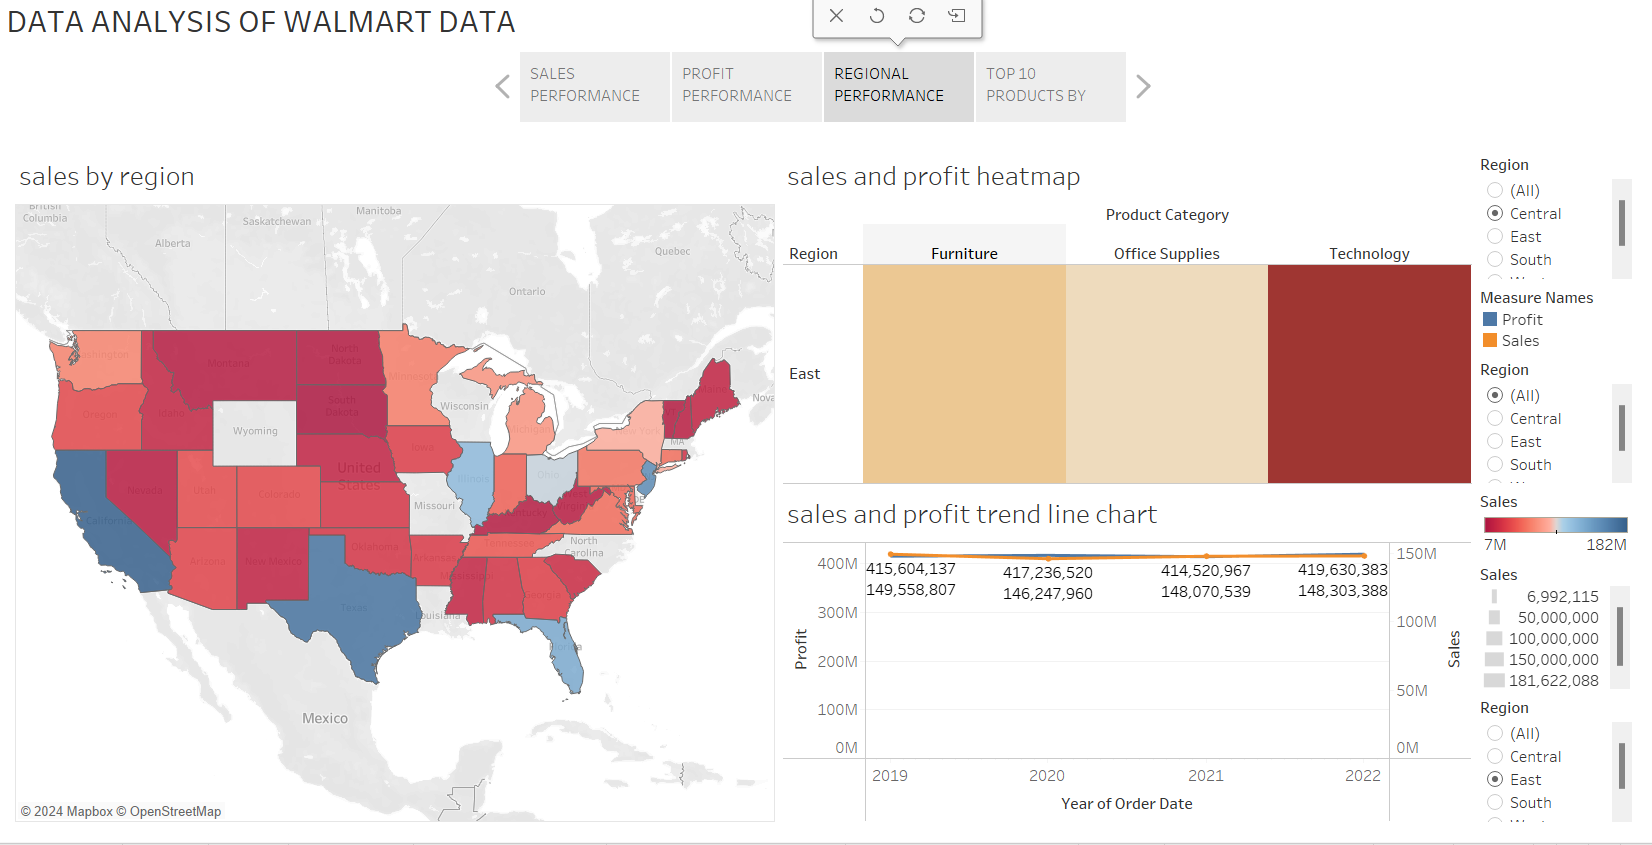 DATA ANALYSIS OF WALMART DATA
SALES
PERFORMANCE
PROFIT
PERFORMANCE
REGIONAL
PERFORMANCE
TOP 10
PRODUCTS BY
sales by region
British
Columbia
Alberta
Saskatchewan
Manitoba
Ontario
Quebec
Washington
Montana
North
Dakota
Minnesota
Oregon
Idaho
South
Dakota
Wisconsin
Michigan
New York
Maine
Nova
MA
Wyoming
Iowa
United
States
Nevada
Utah
Colorado
Illinois
Ohio
DE
Missouri
Kentucky
West
Virginia
California
Arizona
New Mexico
Oklahoma
Arkansas
Tennessee
North
Carolina
Mississippi
Georgia
Texas
Louisiana
Florida
Mexico
© 2024 Mapbox © OpenStreetMap
sales and profit heatmap
Product Category
Region
Furniture
Office Supplies
Technology
East
sales and profit trend line chart
400M
300M
200M
100M
0M
Profit
415,604,137
149,558,807
417,236,520
146,247,960
414,520,967
148,070,539
419,630,383
148,303,388
150M
100M
50M
0M
Sales
2019
2020
2021
2022
Year of Order Date
Region
(All)
Central
East
South
Measure Names
Profit
Sales
Region
(All)
Central
East
South
Sales
7M
182M
Sales
6,992,115
50,000,000
100,000,000
150,000,000
181,622,088
Region
(All)
Central
East
South